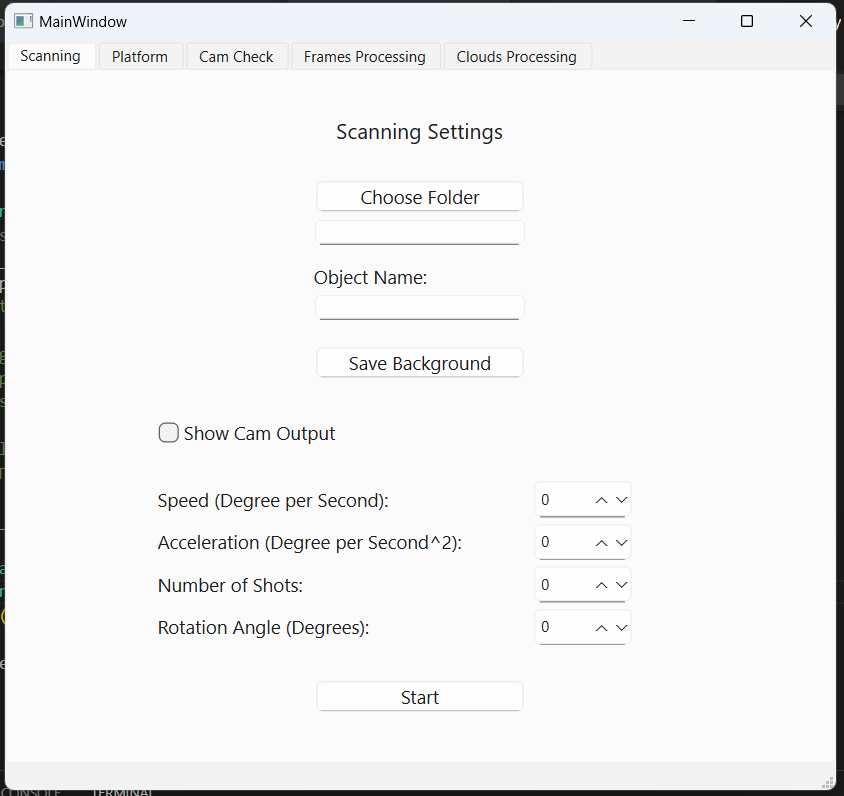 MainWindow
Scanning Platform Cam Check Frames Processing Clouds Processing
Scanning Settings
Choose Folder
Object Name:
Save Background
Show Cam Output
Speed (Degree per Second): 0
Acceleration (Degree per Second^2): 0
Number of Shots: 0
Rotation Angle (Degrees): 0
Start
CONSOLE TERMINAL